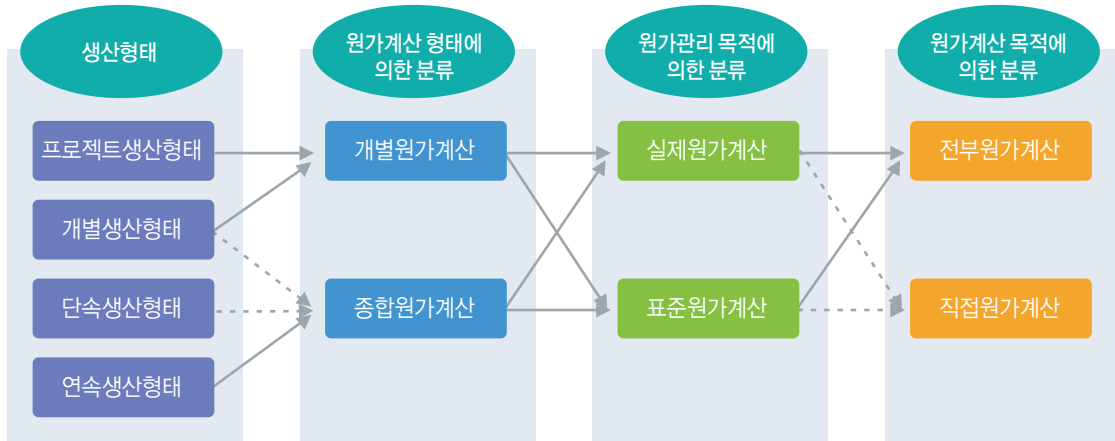 생산형태
원가계산 형태에
의한 분류
원가관리 목적에
의한 분류
원가계산 목적에
의한 분류
프로젝트생산형태
개별원가계산
실제원가계산
전부원가계산
개별생산형태
단속생산형태
종합원가계산
표준원가계산
직접원가계산
연속생산형태